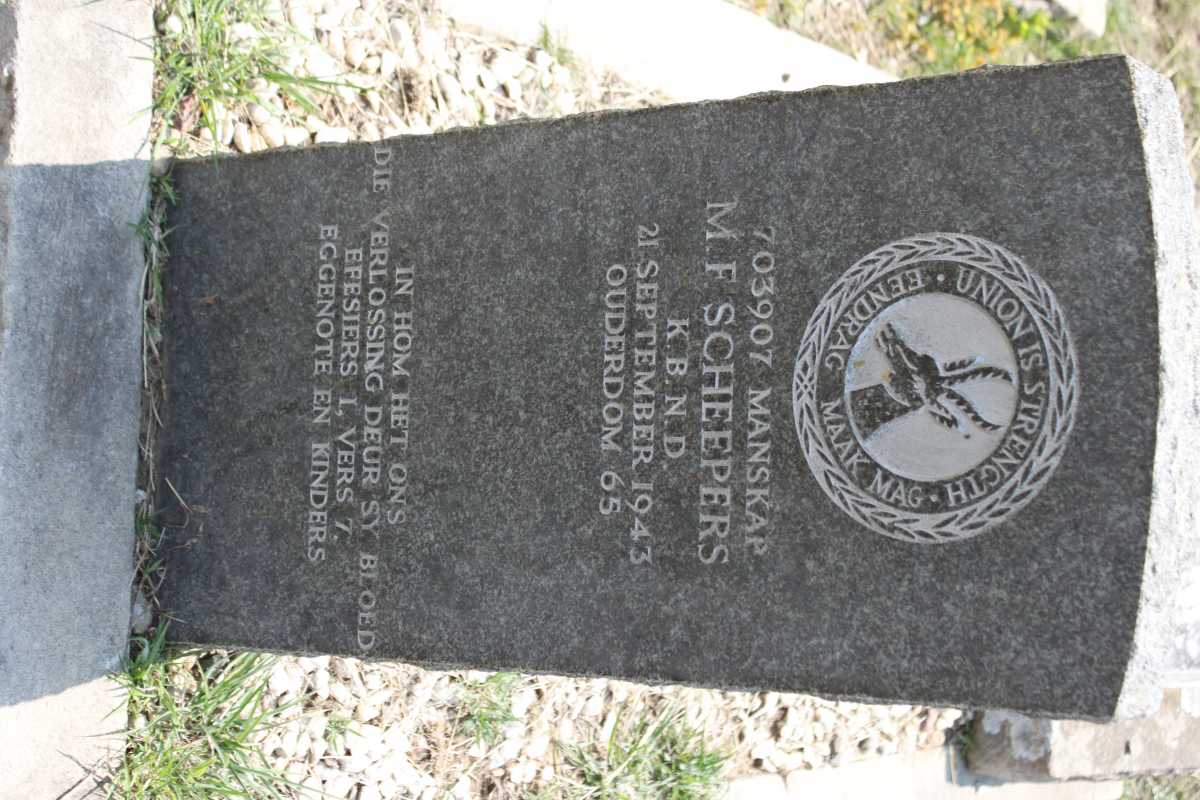 UNION IS STRENGTH · EENDRAG MAAK MAG ·
703907 MANSKAP
M F SCHEEPERS
K.B.N.D.
21 SEPTEMBER 1943
OUDERDOM 65
IN HOM HET ONS
DIE VERLOSSING DEUR SY BLOED
EFESIERS 1, VERS 7.
EGGENOTE EN KINDERS